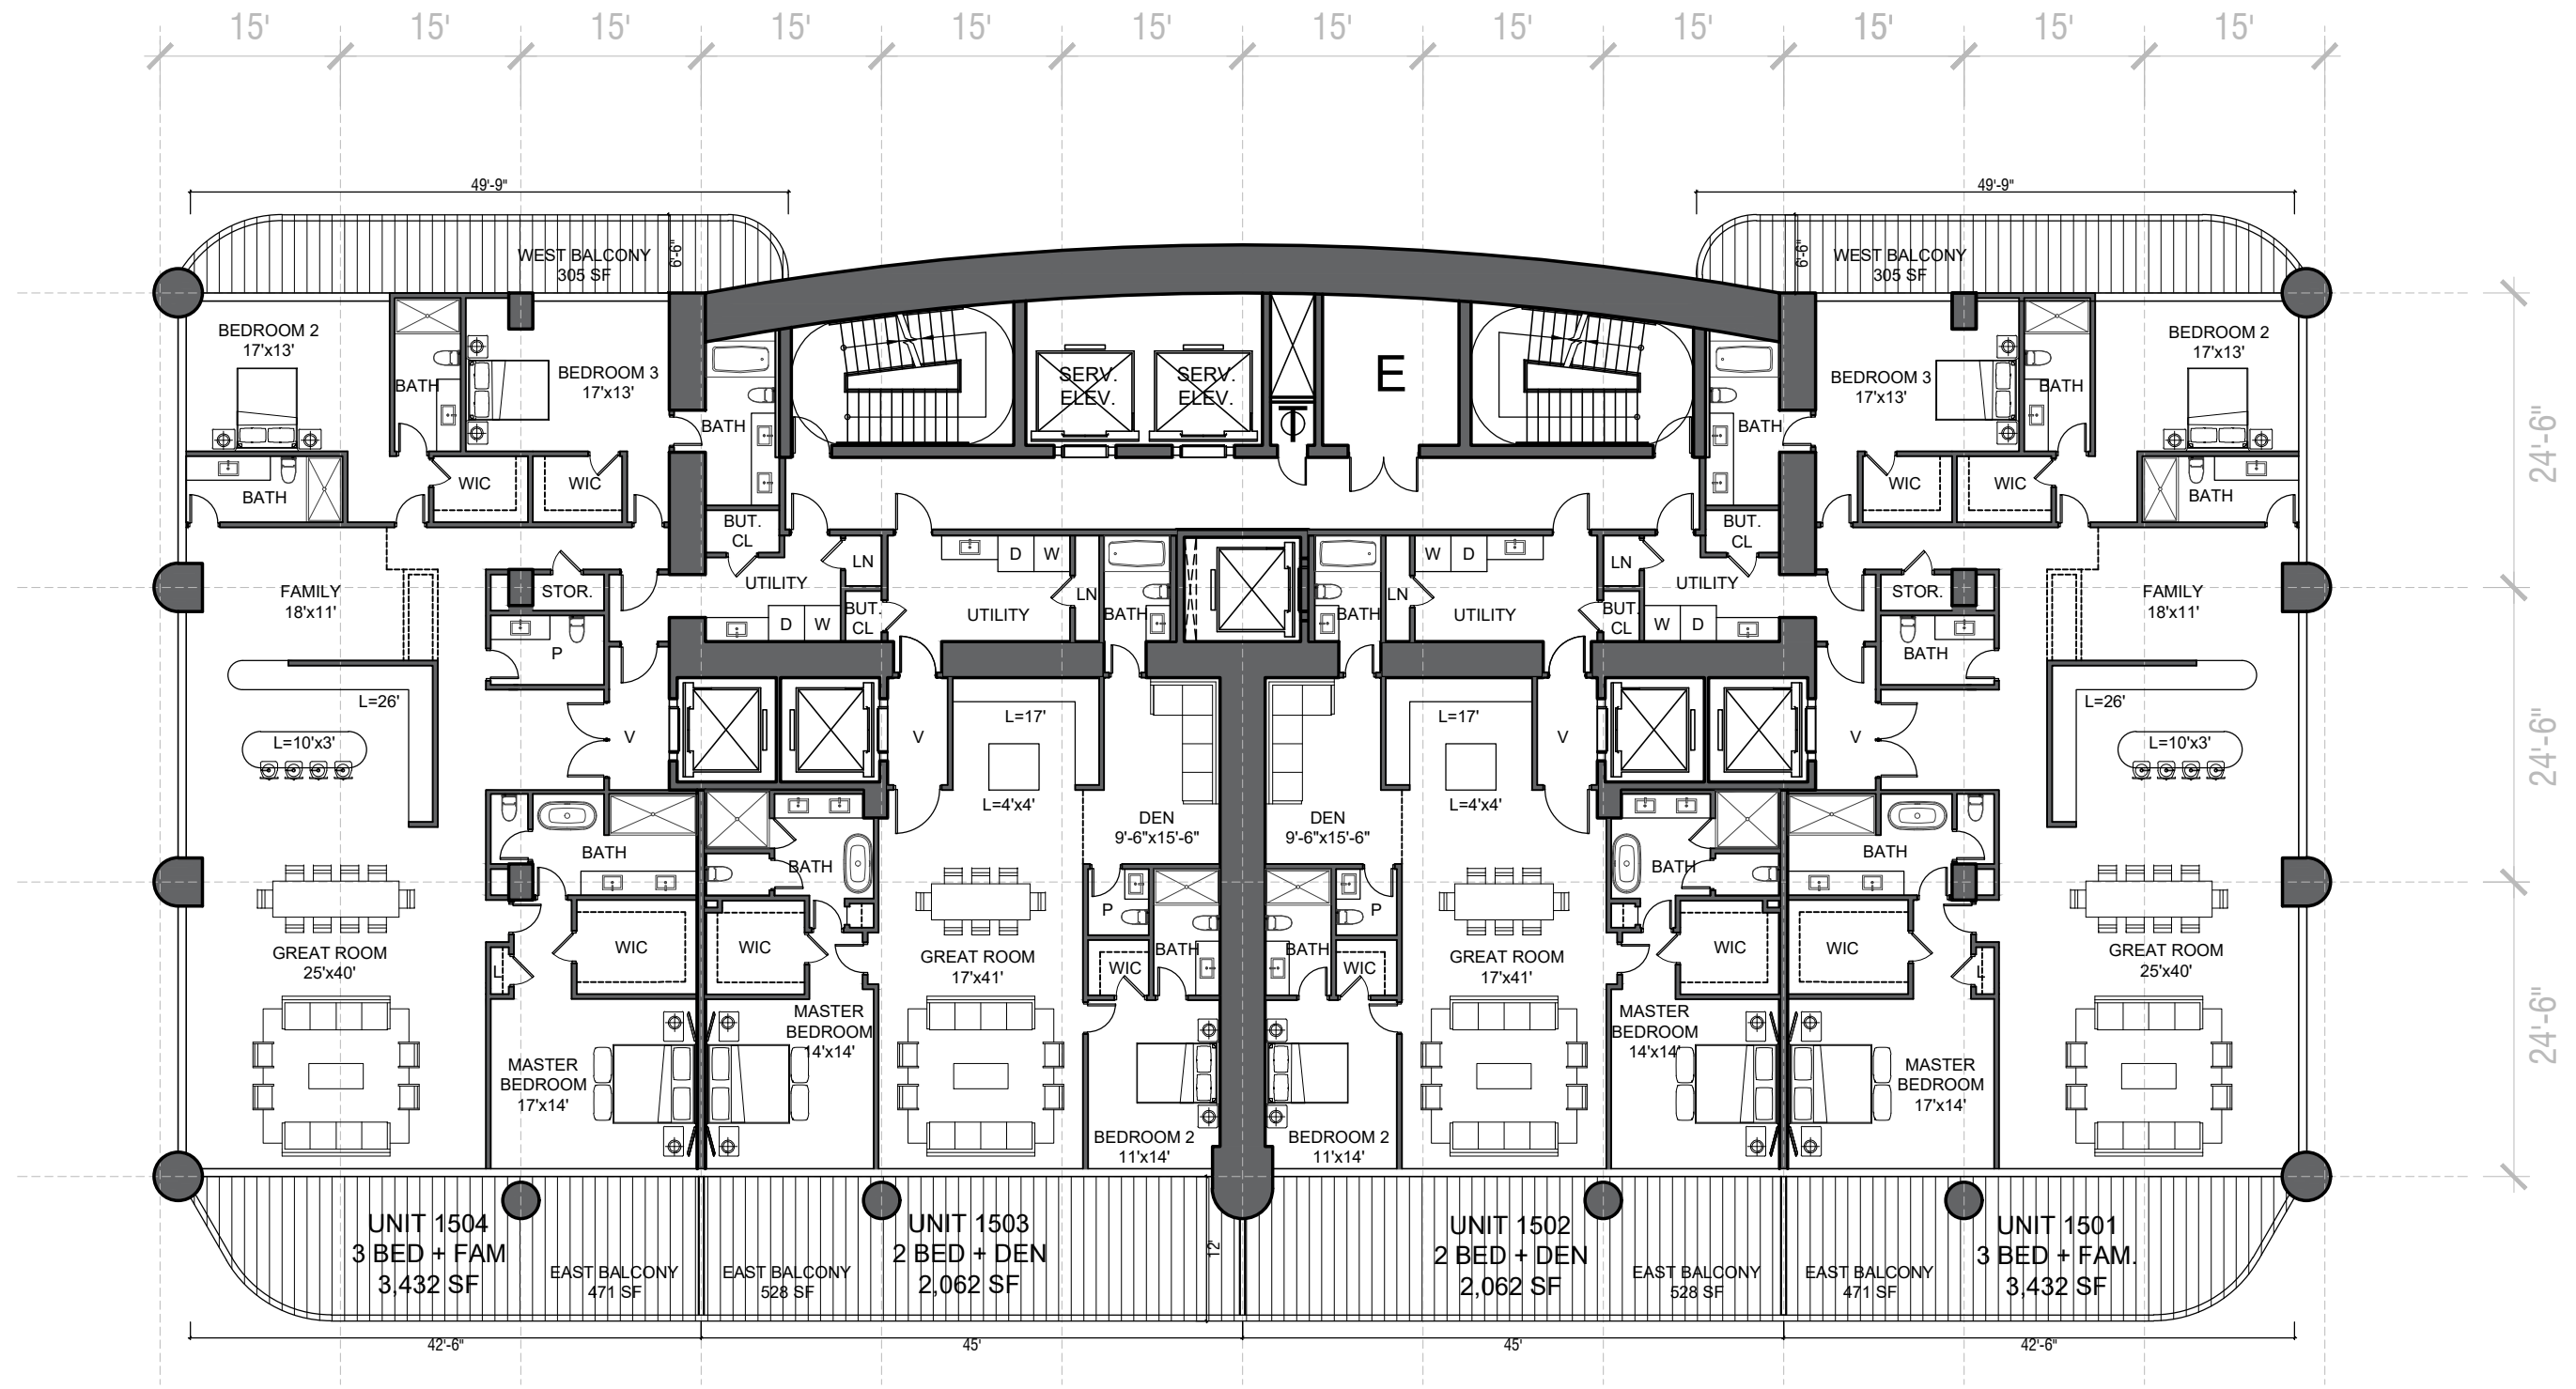 15' 15' 15' 15' 15' 15' 15' 15' 15' 15' 15' 15'
49'-9" 49'-9"
WEST BALCONY
305 SF
6'-6"
WEST BALCONY
305 SF
6'-6"
24'-6"
24'-6"
24'-6"
BEDROOM 2
17'x13'
BATH
BEDROOM 3
17'x13'
BATH
BATH
WIC
WIC
BUT.
CL
SERV.
ELEV.
SERV.
ELEV.
T
E
BATH
BEDROOM 3
17'x13'
BATH
BEDROOM 2
17'x13'
WIC
WIC
BATH
BUT.
CL
FAMILY
18'x11'
STOR.
P
UTILITY
D W
LN
BUT.
CL
D W
UTILITY
LN
BATH
BATH
LN
W D
UTILITY
LN
BUT.
CL
UTILITY
W D
STOR.
BATH
FAMILY
18'x11'
L=26'
L=10'x3'
V
V
L=17'
L=4'x4'
DEN
9'-6"x15'-6"
DEN
9'-6"x15'-6"
L=17'
L=4'x4'
V
V
L=26'
L=10'x3'
BATH
BATH
GREAT ROOM
25'x40'
L
WIC
WIC
GREAT ROOM
17'x41'
P
BATH
WIC
BATH
P
WIC
GREAT ROOM
17'x41'
BATH
BATH
WIC
WIC
L
GREAT ROOM
25'x40'
MASTER
BEDROOM
17'x14'
MASTER
BEDROOM
14'x14'
BEDROOM 2
11'x14'
BEDROOM 2
11'x14'
MASTER
BEDROOM
14'x14'
MASTER
BEDROOM
17'x14'
UNIT 1504
3 BED + FAM
3,432 SF
EAST BALCONY
471 SF
EAST BALCONY
528 SF
UNIT 1503
2 BED + DEN
2,062 SF
12'
UNIT 1502
2 BED + DEN
2,062 SF
EAST BALCONY
528 SF
EAST BALCONY
471 SF
UNIT 1501
3 BED + FAM.
3,432 SF
42'-6" 45' 45' 42'-6"